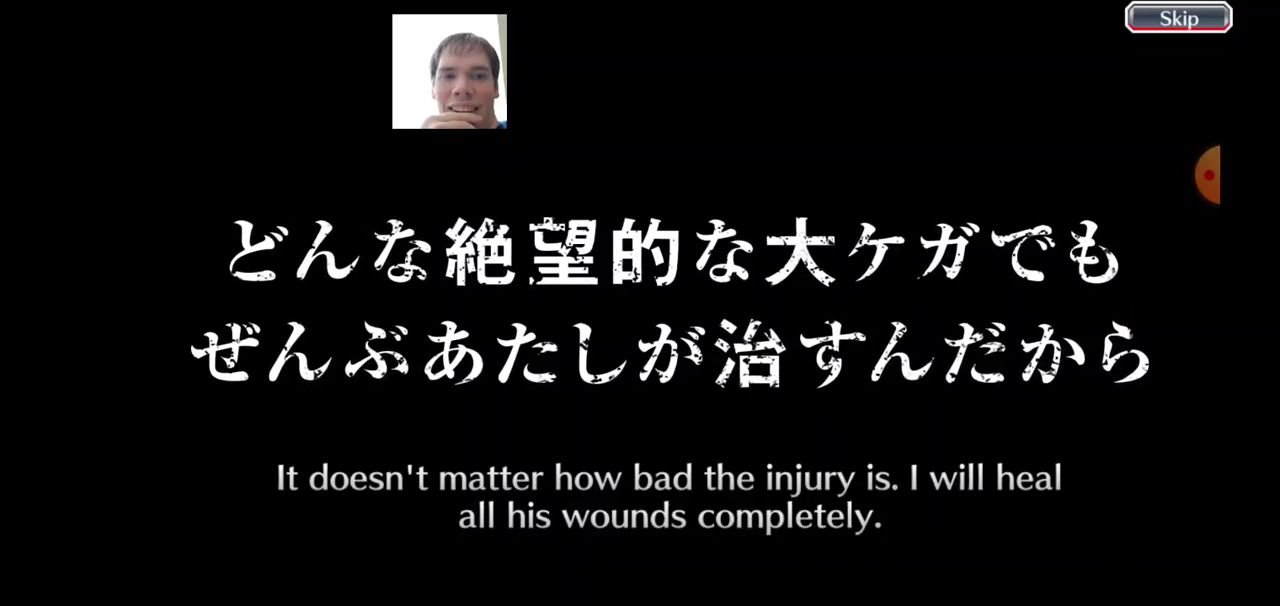 Skip
どんな絶望的な大ケガでも
ぜんぶあたしが治すんだから
It doesn't matter how bad the injury is. I will heal
all his wounds completely.